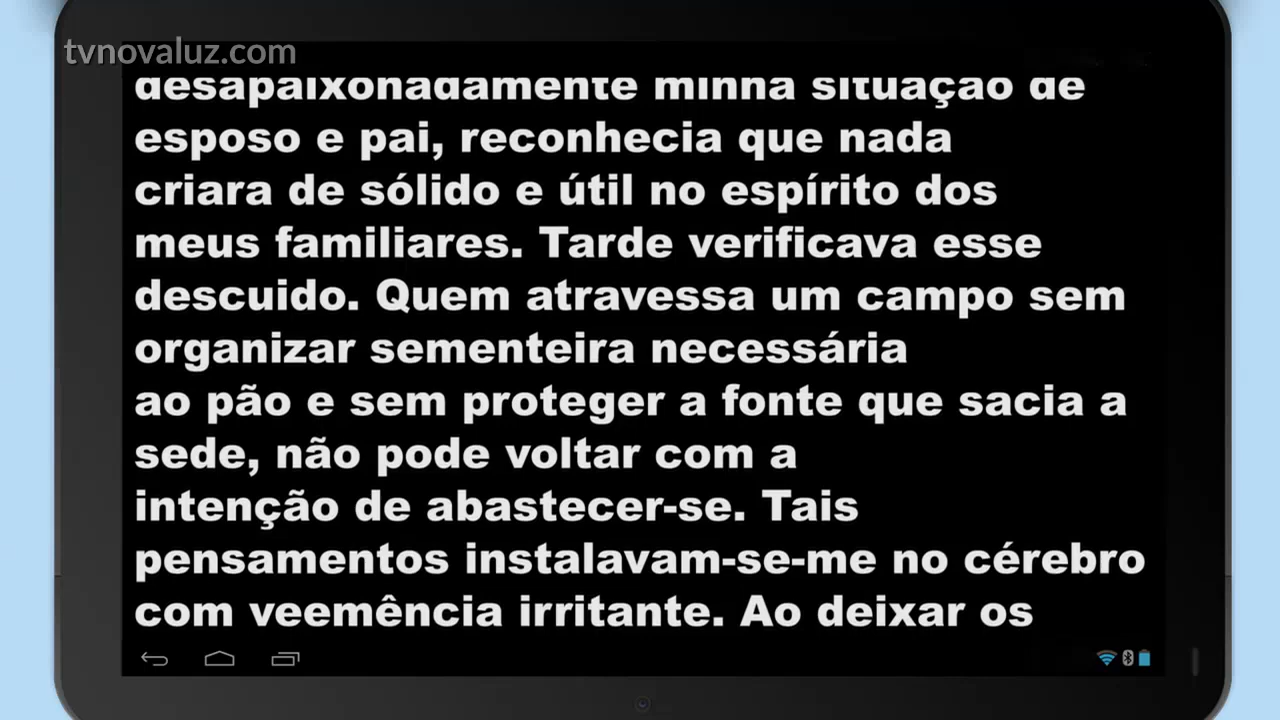 tvnovaluz.com
desapaixonadamente minha situação de
esposo e pai, reconhecia que nada
criara de sólido e útil no espírito dos
meus familiares. Tarde verificava esse
descuido. Quem atravessa um campo sem
organizar sementeira necessária
ao pão e sem proteger a fonte que sacia a
sede, não pode voltar com a
intenção de abastecer-se. Tais
pensamentos instalavam-se-me no cérebro
com veemência irritante. Ao deixar os